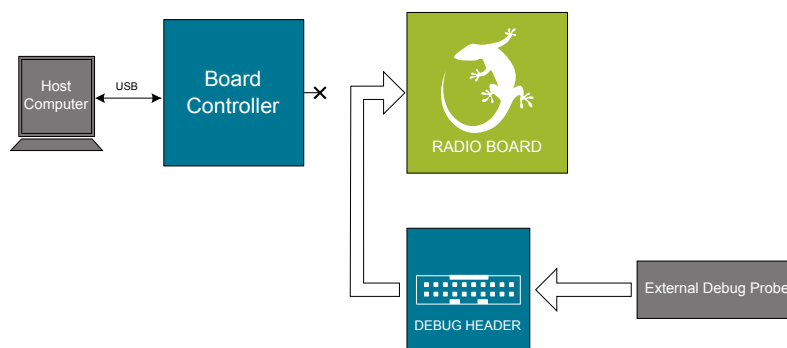 Host
Computer
USB
Board
Controller
RADIO BOARD
External Debug Probe
DEBUG HEADER